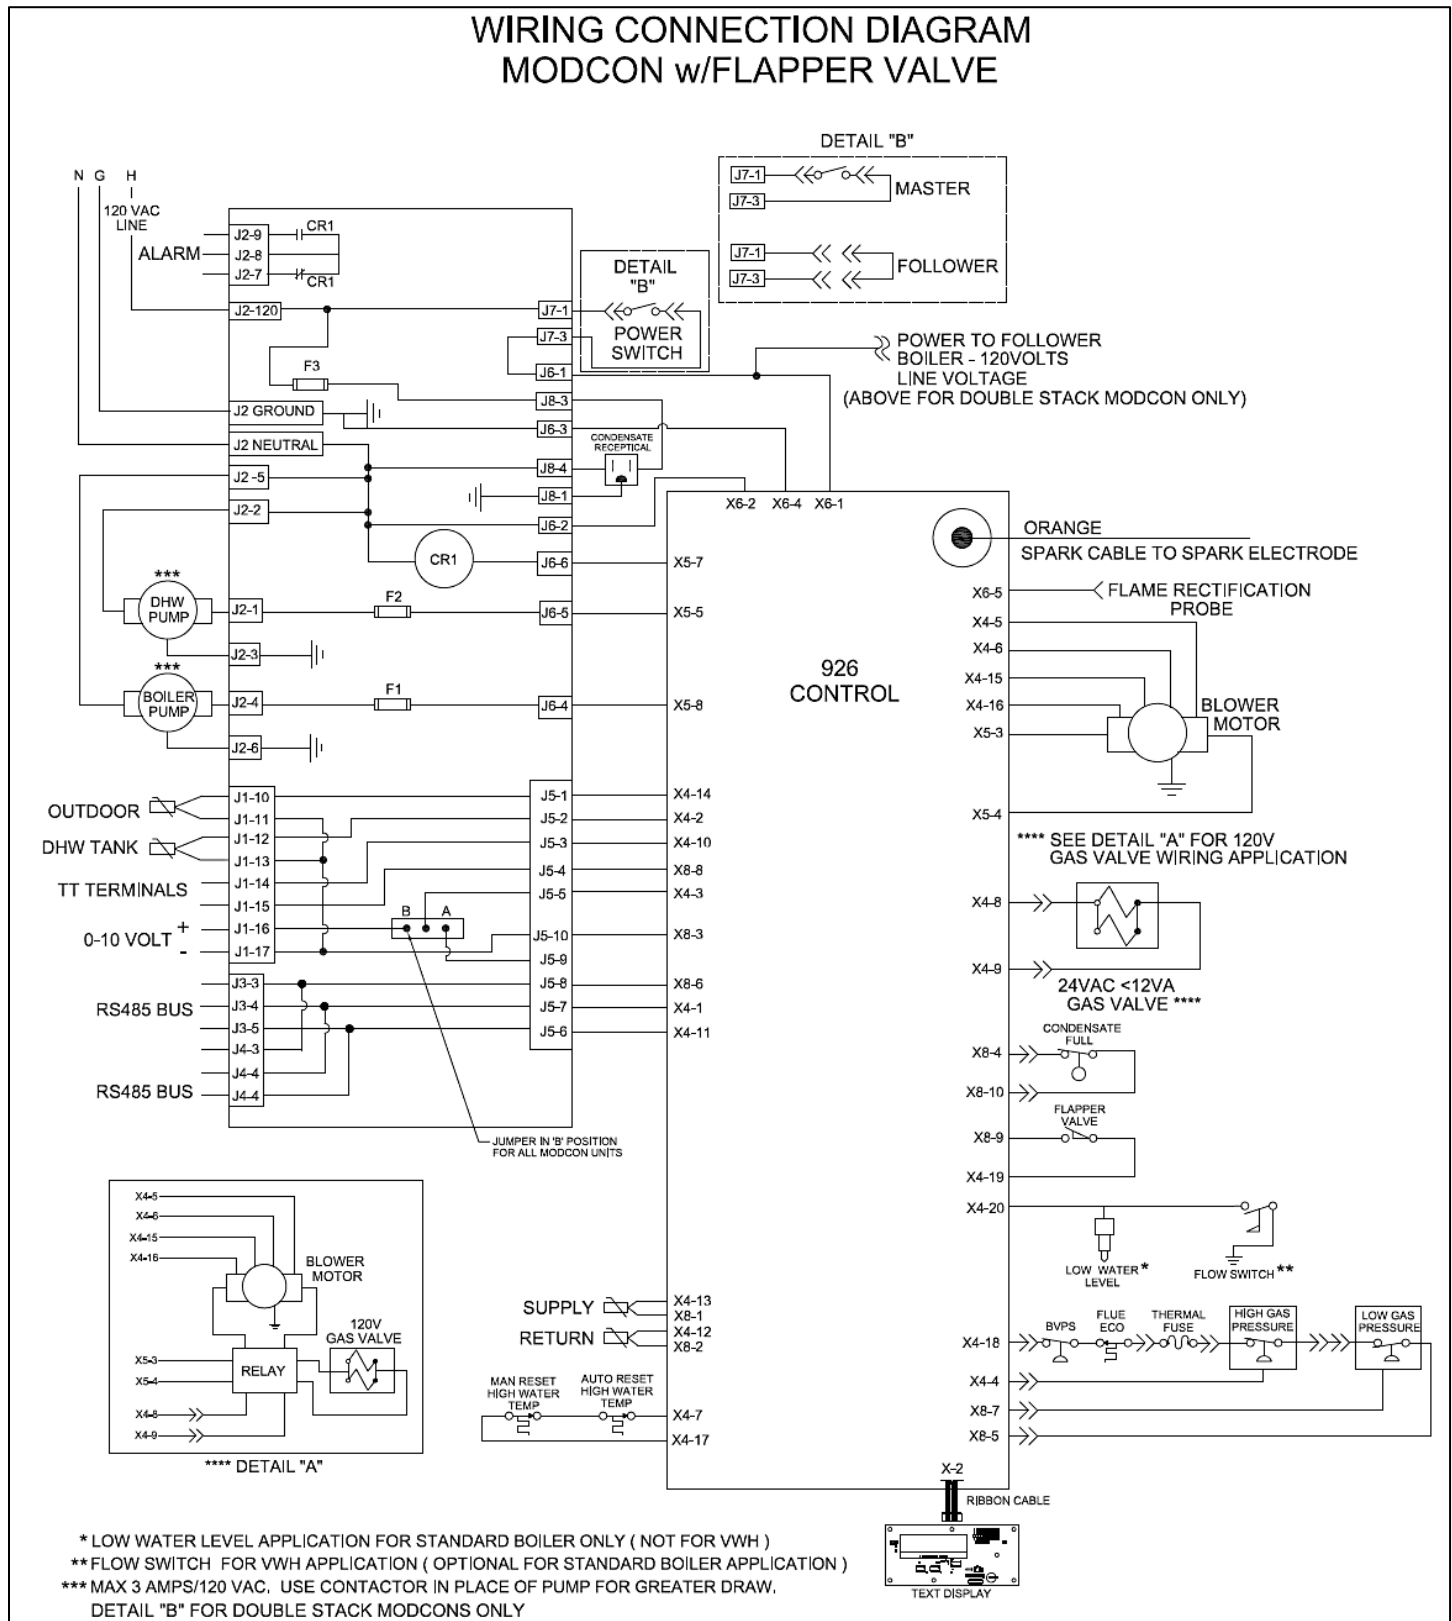 WIRING CONNECTION DIAGRAM
MODCON w/FLAPPER VALVE
DETAIL "B"
J7-1
MASTER
J7-3
J7-1
FOLLOWER
J7-3
N G H
120 VAC
LINE
ALARM
J2-9
CR1
J2-8
J2-7
CR1
J2-120
F3
J2 GROUND
J2 NEUTRAL
J2 -5
J2-2
J7-1
J7-3
J6-1
J8-3
J6-3
J8-4
J8-1
J6-2
J6-6
CR1
DETAIL
"B"
POWER
SWITCH
CONDENSATE
RECEPTICAL
POWER TO FOLLOWER
BOILER - 120VOLTS
LINE VOLTAGE
(ABOVE FOR DOUBLE STACK MODCON ONLY)
X6-2 X6-4 X6-1
ORANGE
SPARK CABLE TO SPARK ELECTRODE
***
DHW
PUMP
J2-1
F2
J6-5
J2-3
***
BOILER
PUMP
J2-4
F1
J6-4
J2-6
X5-7
X5-5
X5-8
926
CONTROL
X6-5
FLAME RECTIFICATION
PROBE
X4-5
X4-6
X4-15
X4-16
X5-3
BLOWER
MOTOR
X5-4
**** SEE DETAIL "A" FOR 120V
GAS VALVE WIRING APPLICATION
OUTDOOR
DHW TANK
TT TERMINALS
0-10 VOLT
+
-
RS485 BUS
RS485 BUS
J1-10
J1-11
J1-12
J1-13
J1-14
J1-15
J1-16
J1-17
J3-3
J3-4
J3-5
J4-3
J4-4
J4-4
B A
J5-1
J5-2
J5-3
J5-4
J5-5
J5-10
J5-9
J5-8
J5-7
J5-6
X4-14
X4-2
X4-10
X8-8
X4-3
X8-3
X8-6
X4-1
X4-11
JUMPER IN 'B' POSITION
FOR ALL MODCON UNITS
X4-8
X4-9
24VAC <12VA
GAS VALVE ****
CONDENSATE
FULL
X8-4
X8-10
FLAPPER
VALVE
X8-9
X4-19
X4-20
LOW WATER *
LEVEL
FLOW SWITCH **
X4-5
X4-6
X4-15
X4-16
BLOWER
MOTOR
120V
GAS VALVE
RELAY
X5-3
X5-4
X4-8
X4-9
**** DETAIL "A"
SUPPLY
X4-13
X8-1
RETURN
X4-12
X8-2
MAN RESET
HIGH WATER
TEMP
AUTO RESET
HIGH WATER
TEMP
X4-7
X4-17
X4-18
BVPS
FLUE
ECO
THERMAL
FUSE
HIGH GAS
PRESSURE
LOW GAS
PRESSURE
X4-4
X8-7
X8-5
X-2
RIBBON CABLE
TEXT DISPLAY
* LOW WATER LEVEL APPLICATION FOR STANDARD BOILER ONLY ( NOT FOR VWH )
** FLOW SWITCH FOR VWH APPLICATION ( OPTIONAL FOR STANDARD BOILER APPLICATION )
*** MAX 3 AMPS/120 VAC. USE CONTACTOR IN PLACE OF PUMP FOR GREATER DRAW.
DETAIL "B" FOR DOUBLE STACK MODCONS ONLY